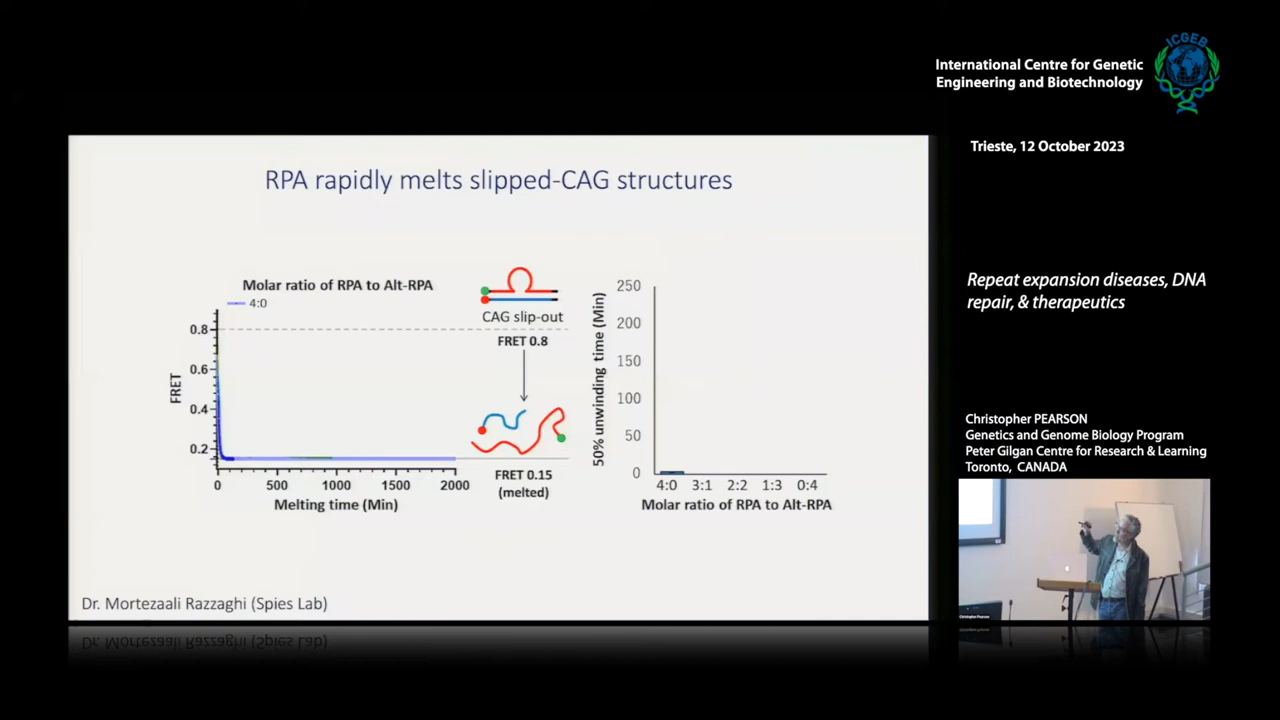 ICGEB
International Centre for Genetic
Engineering and Biotechnology
Trieste, 12 October 2023
RPA rapidly melts slipped-CAG structures
Molar ratio of RPA to Alt-RPA
4:0
FRET
0.8
0.6
0.4
0.2
0 500 1000 1500 2000
Melting time (Min)
CAG slip-out
FRET 0.8
FRET 0.15
(melted)
50% unwinding time (Min)
250
200
150
100
50
0
4:0 3:1 2:2 1:3 0:4
Molar ratio of RPA to Alt-RPA
Dr. Mortezaali Razzaghi (Spies Lab)
Repeat expansion diseases, DNA
repair, & therapeutics
Christopher PEARSON
Genetics and Genome Biology Program
Peter Gilgan Centre for Research & Learning
Toronto, CANADA
Christopher Pearson